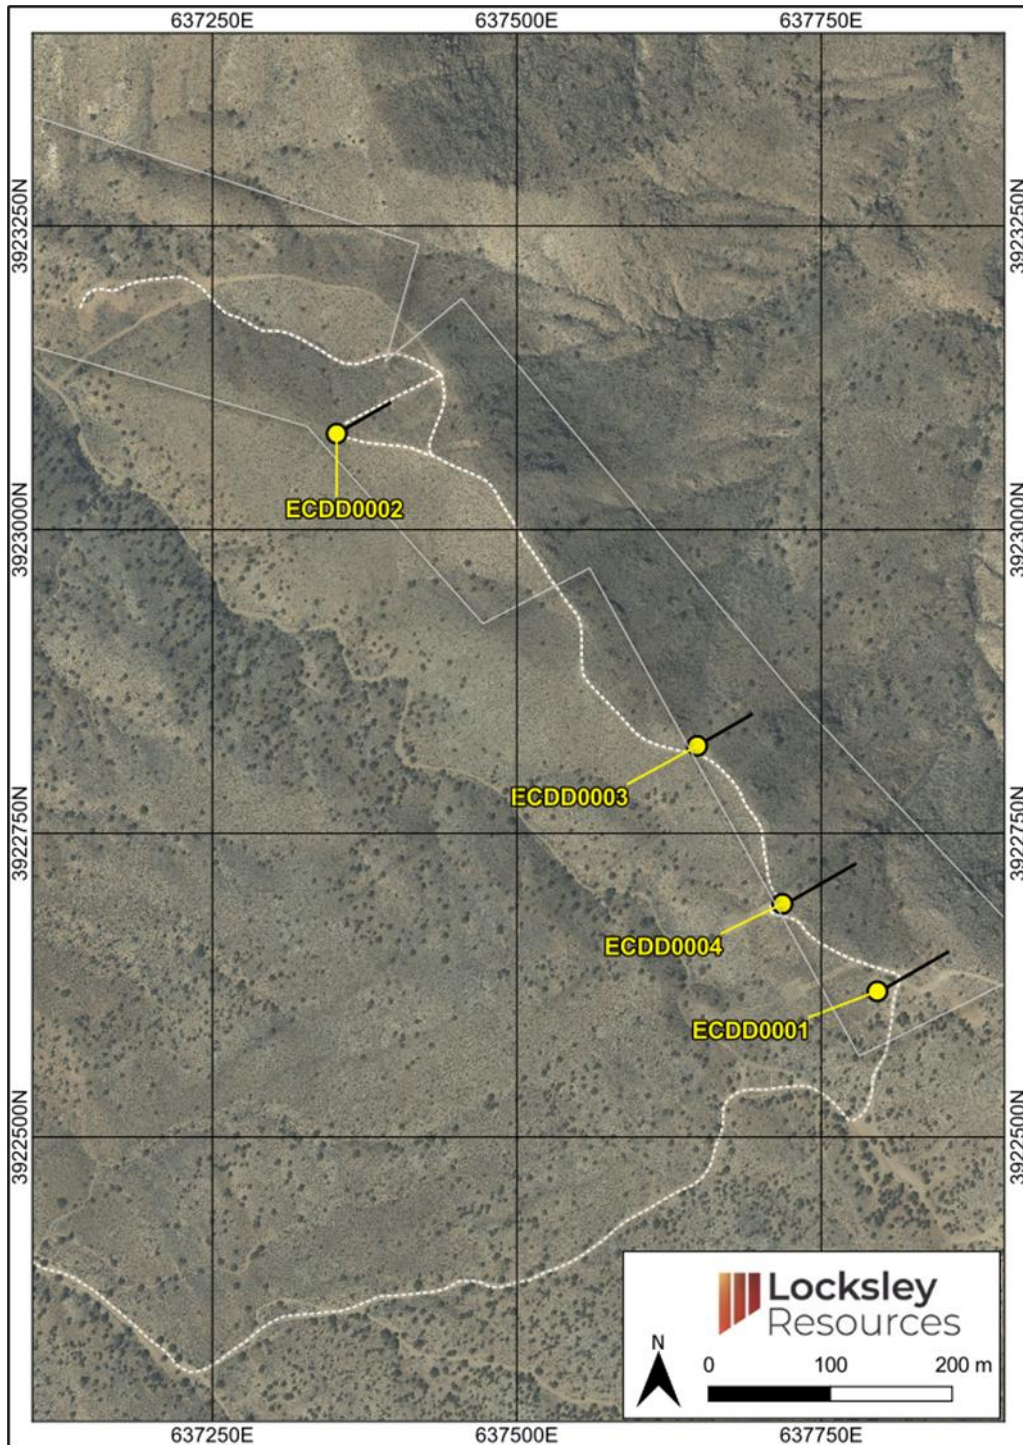 637250E 637500E 637750E
3923250N 3923250N
ECDD0002
3923000N 3923000N
ECDD0003
3922750N 3922750N
ECDD0004
ECDD0001
3922500N 3922500N
Locksley
Resources
N
0 100 200 m
637250E 637500E 637750E